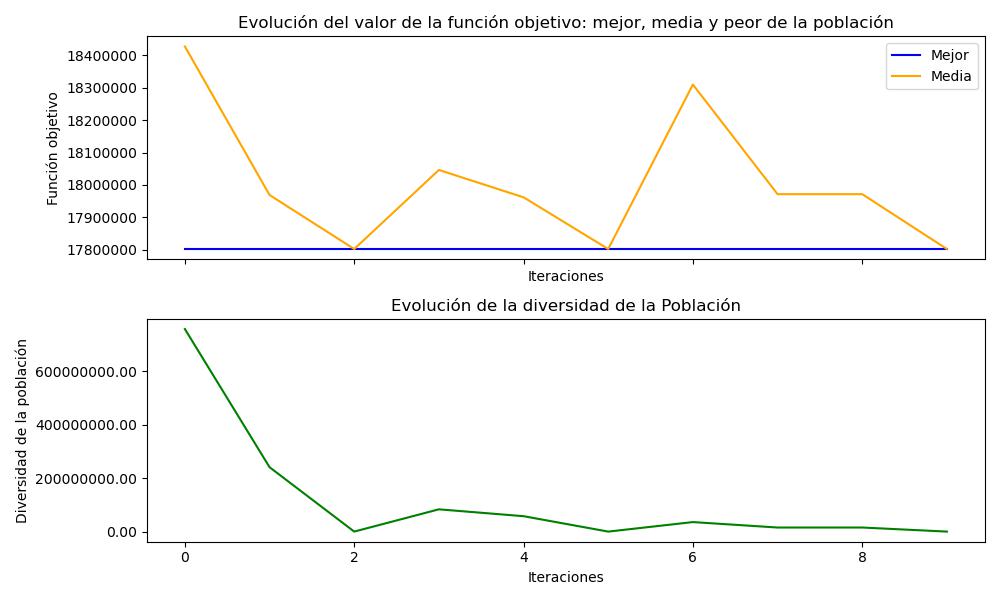 Evolución del valor de la función objetivo: mejor, media y peor de la población
18400000
18300000
18200000
18100000
18000000
17900000
17800000
Función objetivo
Mejor
Media
Iteraciones
Evolución de la diversidad de la Población
600000000.00
400000000.00
200000000.00
0.00
Diversidad de la población
0 2 4 6 8
Iteraciones